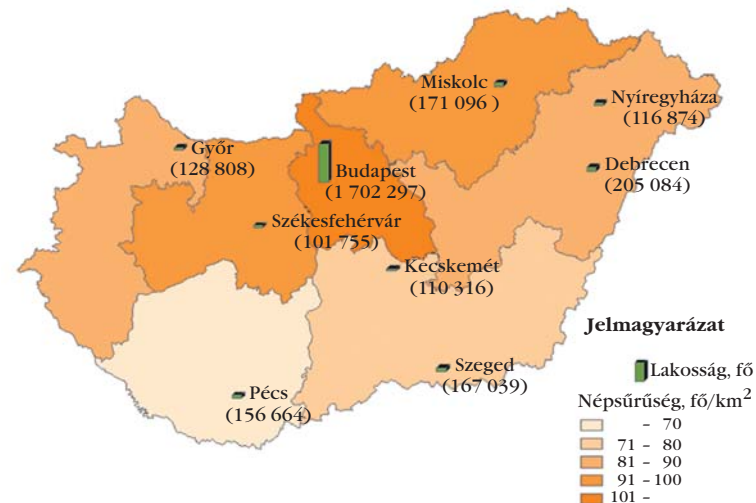 Miskolc
(171 096 )
Nyíregyháza
(116 874)
Győr
(128 808)
Budapest
(1 702 297)
Debrecen
(205 084)
Székesfehérvár
(101 755)
Kecskemét
(110 316)
Szeged
(167 039)
Pécs
(156 664)
Jelmagyarázat
Lakosság, fő
Népsűrűség, fő/km²
– 70
71 – 80
81 – 90
91 – 100
101 –